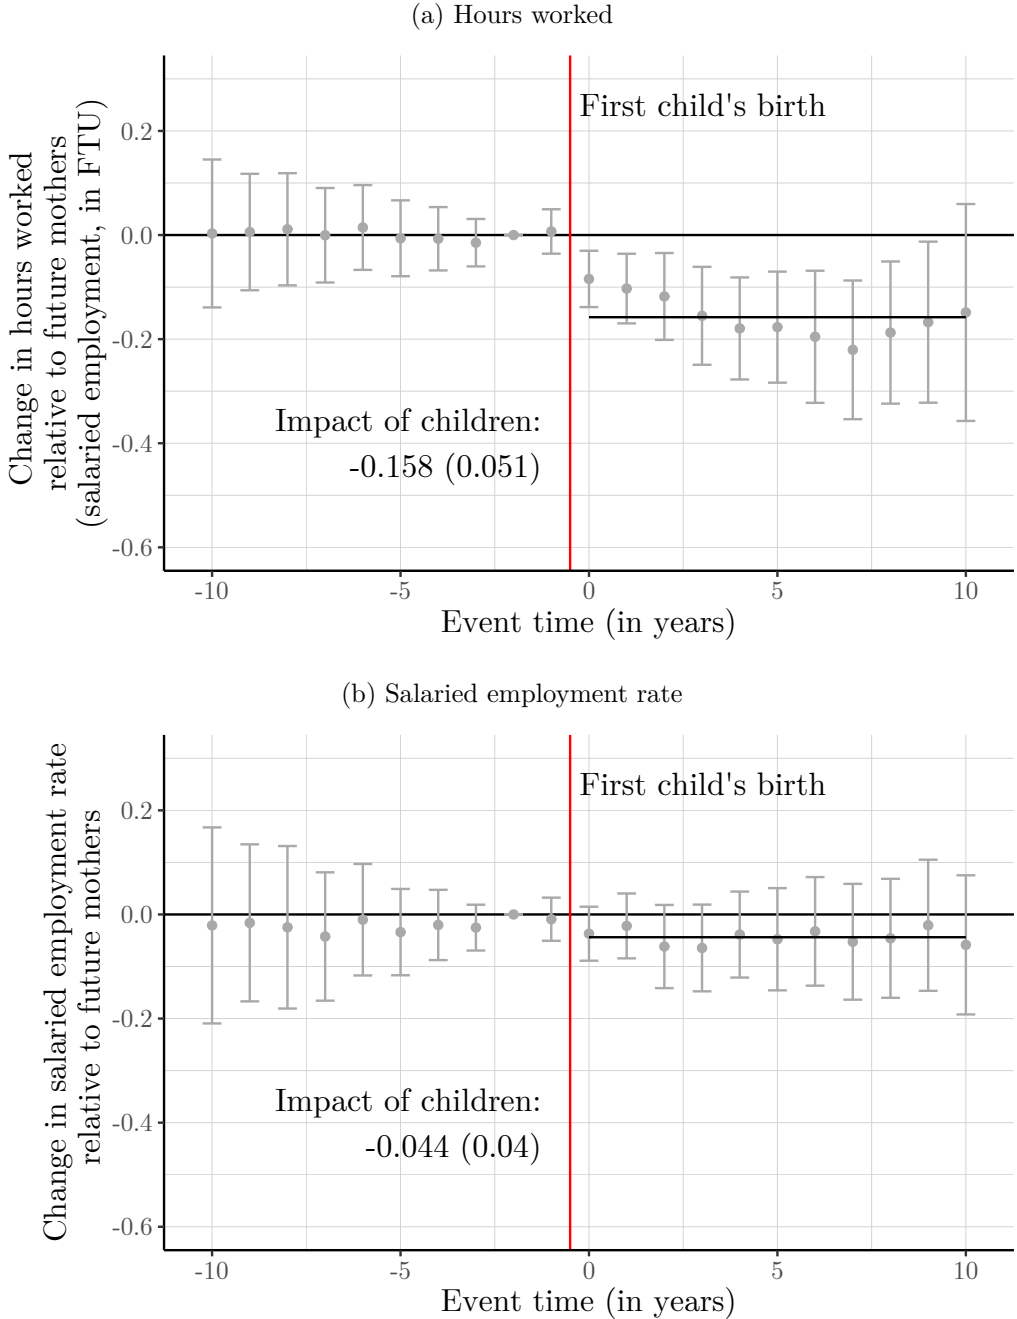 (a) Hours worked
Change in hours worked
relative to future mothers
(salaried employment, in FTU)
0.2
0.0
-0.2
-0.4
-0.6
First child's birth
Impact of children:
-0.158 (0.051)
-10
-5
0
5
10
Event time (in years)
(b) Salaried employment rate
Change in salaried employment rate
relative to future mothers
0.2
0.0
-0.2
-0.4
-0.6
First child's birth
Impact of children:
-0.044 (0.04)
-10
-5
0
5
10
Event time (in years)